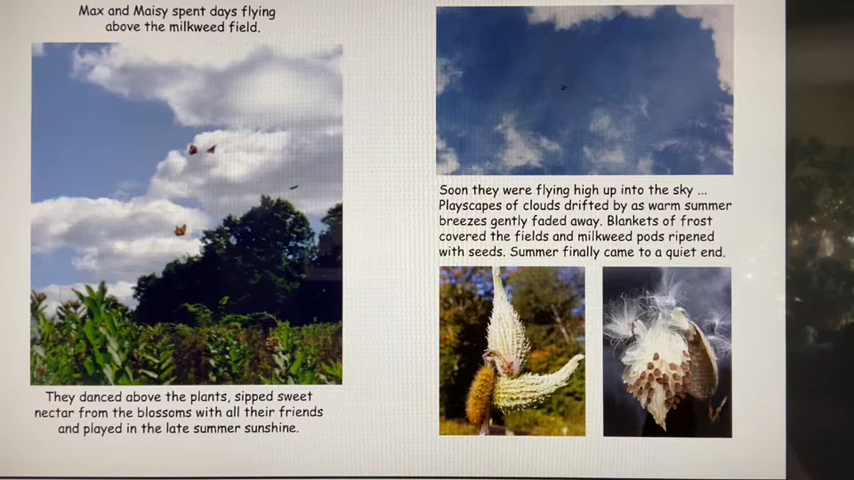 Max and Maisy spent days flying
above the milkweed field.
They danced above the plants, sipped sweet
nectar from the blossoms with all their friends
and played in the late summer sunshine.
Soon they were flying high up into the sky ...
Playscapes of clouds drifted by as warm summer
breezes gently faded away. Blankets of frost
covered the fields and milkweed pods ripened
with seeds. Summer finally came to a quiet end.